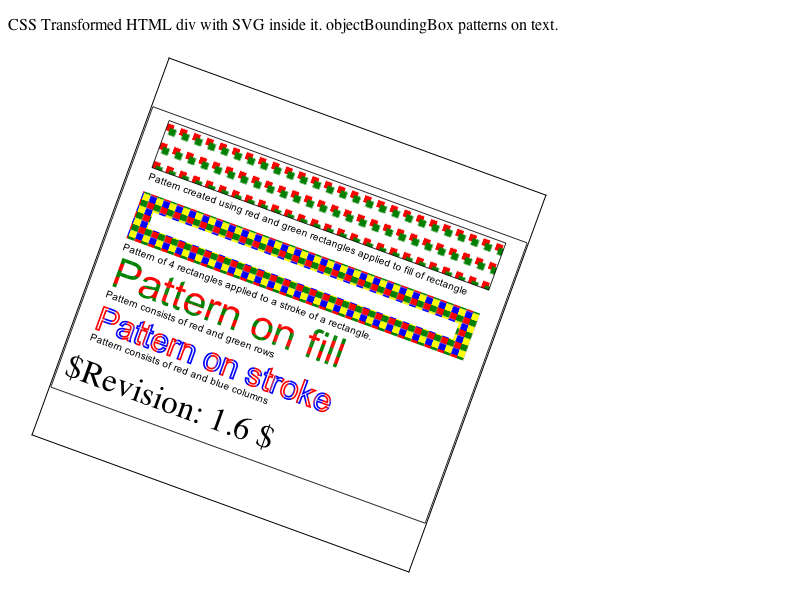 CSS Transformed HTML div with SVG inside it. objectBoundingBox patterns on text.
Pattern created using red and green rectangles applied to fill of rectangle
Pattern of 4 rectangles applied to a stroke of a rectangle.
Pattern on fill
Pattern consists of red and green rows
Pattern on stroke
Pattern consists of red and blue columns
$Revision: 1.6 $